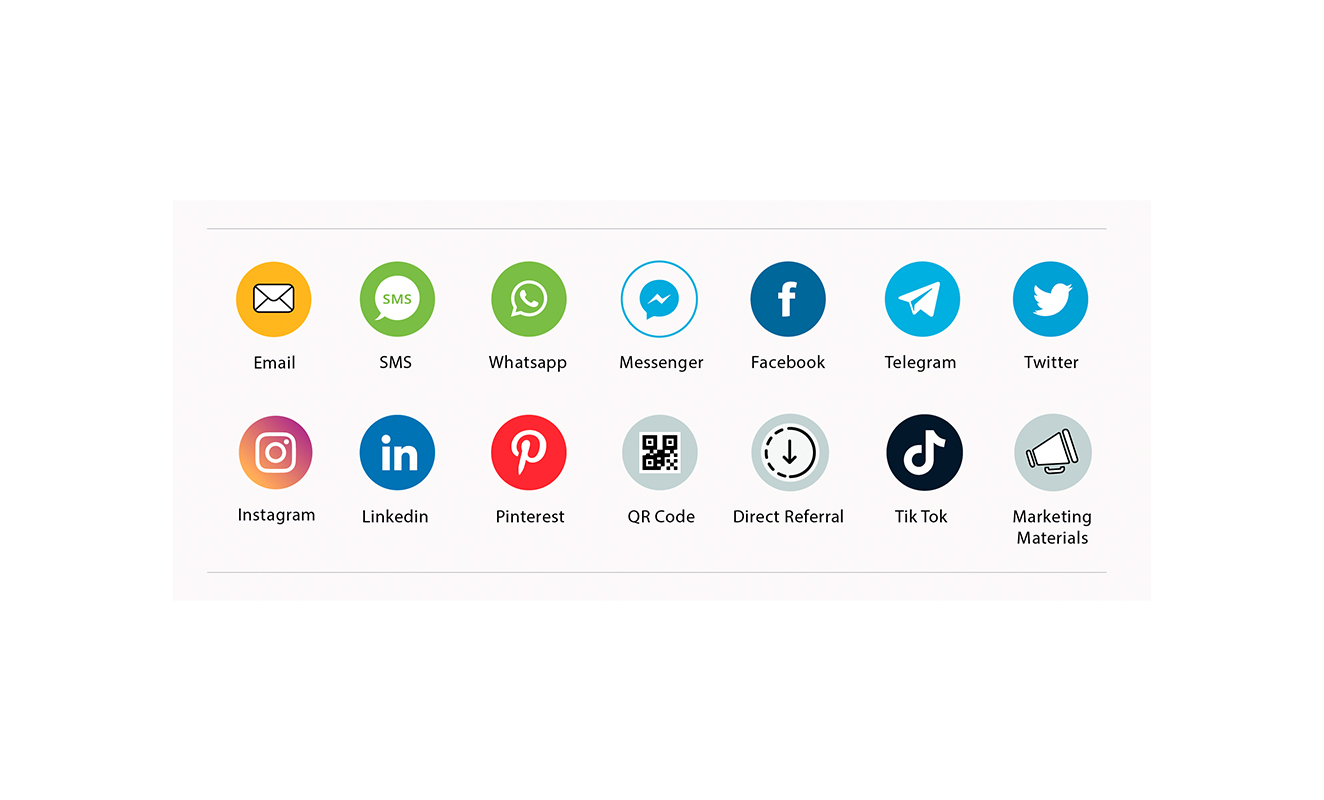 SMS
Email
SMS
Whatsapp
Messenger
Facebook
Telegram
Twitter
in
Instagram
Linkedin
Pinterest
QR Code
Direct Referral
Tik Tok
Marketing
Materials